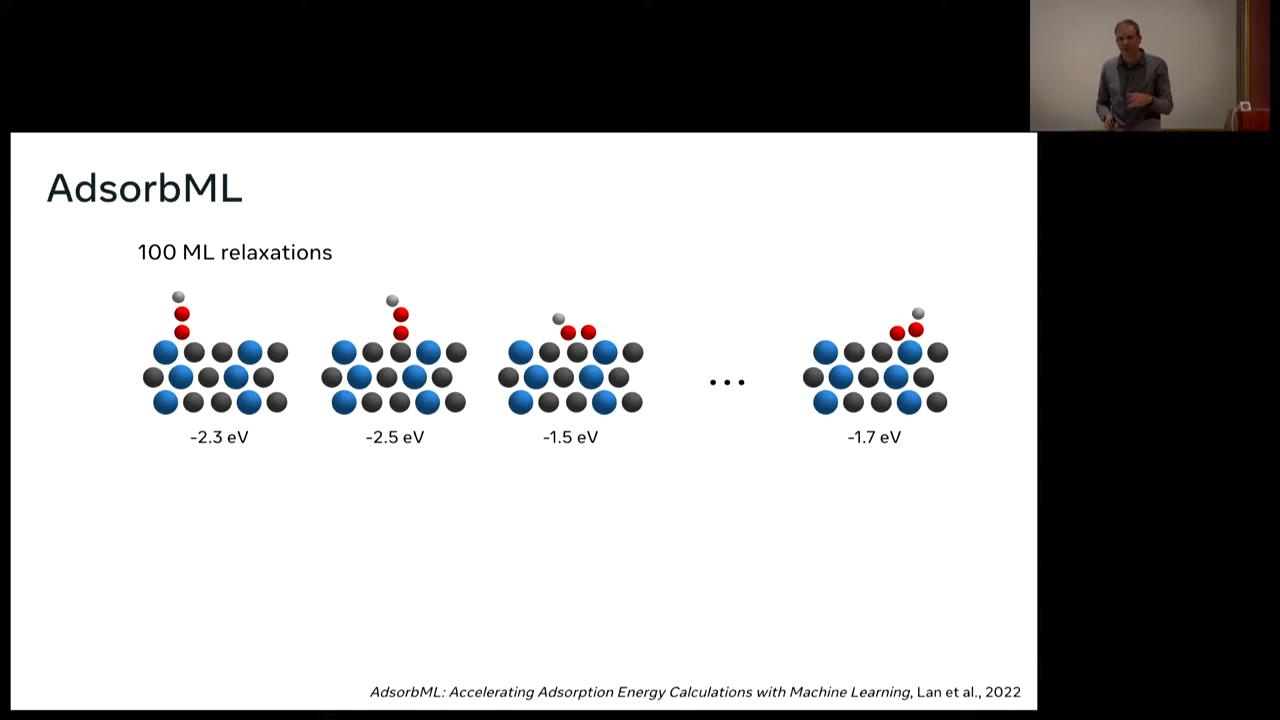 AdsorbML
100 ML relaxations
-2.3 eV
-2.5 eV
-1.5 eV
...
-1.7 eV
AdsorbML: Accelerating Adsorption Energy Calculations with Machine Learning, Lan et al., 2022